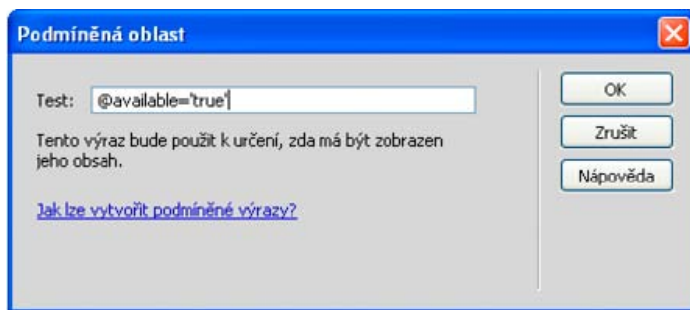 Podmíněná oblast
Test: @available='true'
OK
Tento výraz bude použit k určení, zda má být zobrazen
jeho obsah.
Zrušit
Nápověda
Jak lze vytvořit podmíněné výrazy?